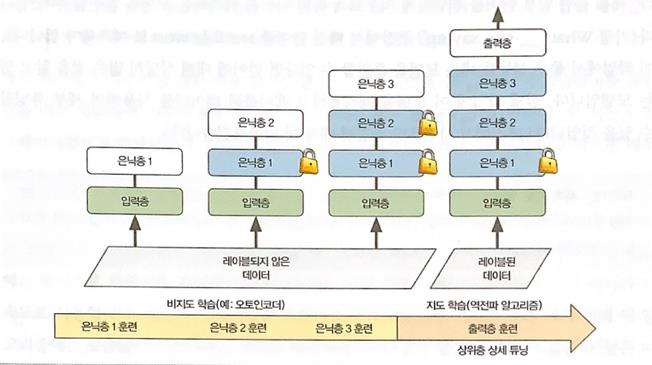 출력층
은닉층 3
은닉층 3
은닉층 2
은닉층 2
은닉층 2
은닉층 1
은닉층 1
은닉층 1
은닉층 1
입력층
입력층
입력층
입력층
레이블되지 않은
데이터
레이블된
데이터
비지도 학습(예: 오토인코더)
지도 학습(역전파 알고리즘)
은닉층 1 훈련
은닉층 2 훈련
은닉층 3 훈련
출력층 훈련
상위층 상세 튜닝